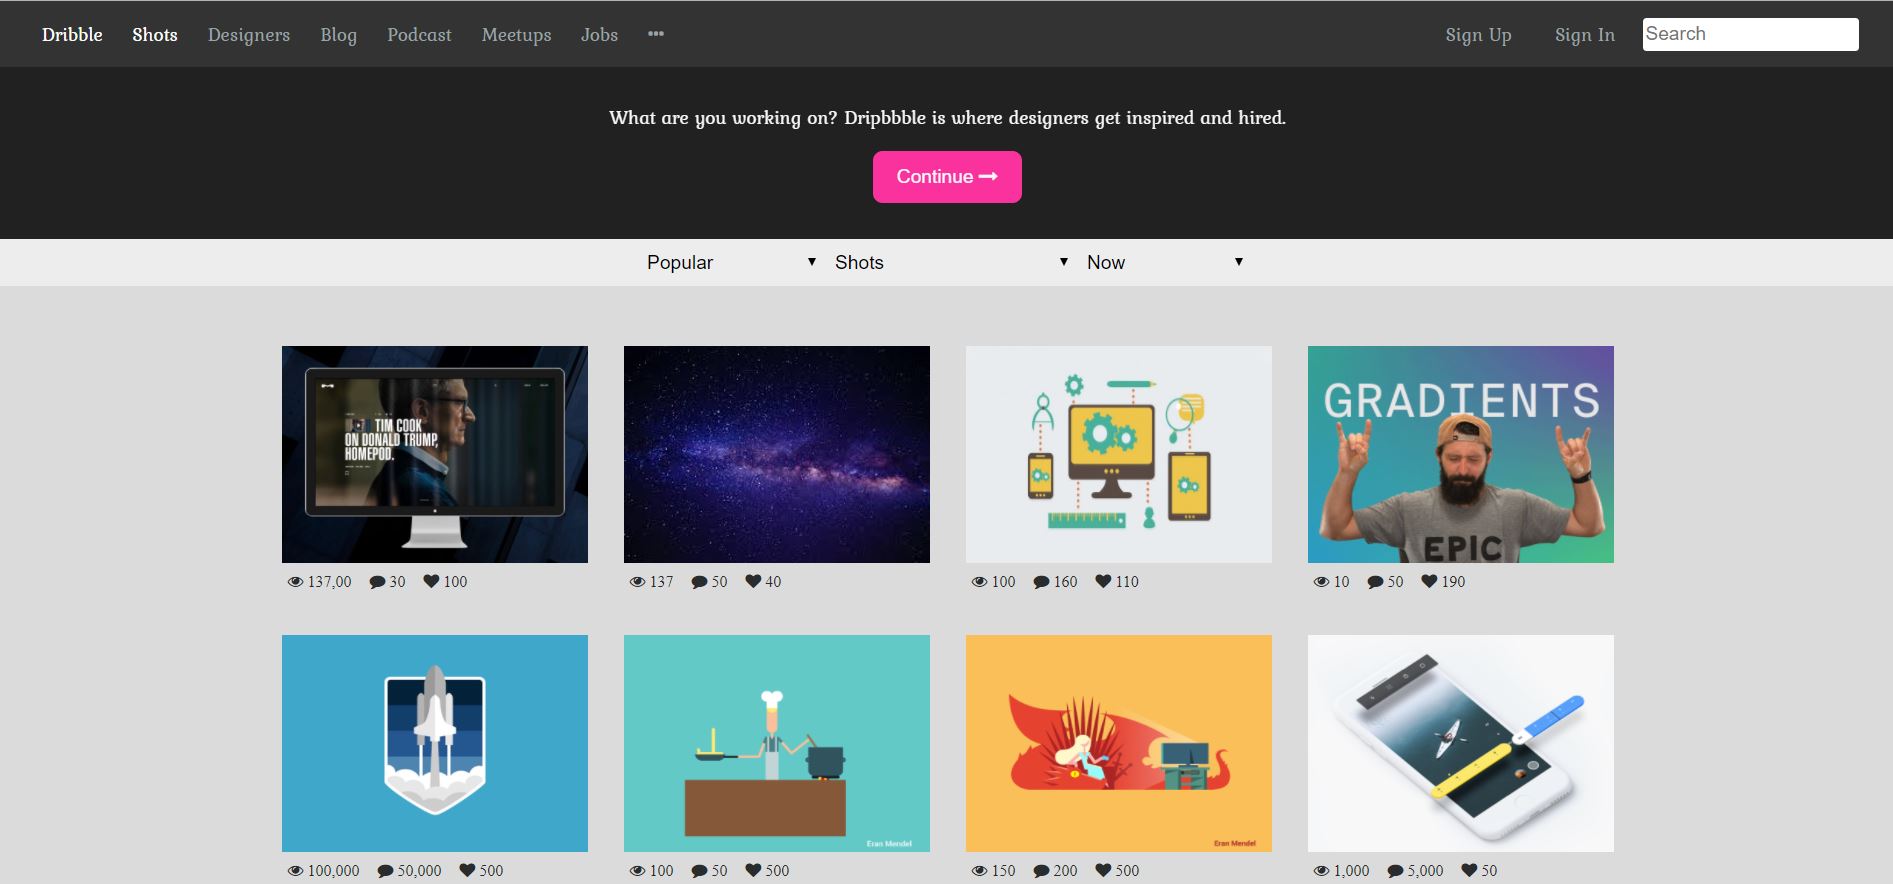 Dribble Shots Designers Blog Podcast Meetups Jobs ••• Sign Up Sign In Search
What are you working on? Dripbbble is where designers get inspired and hired.
Continue
Popular Shots Now
TIM COOK
ON DONALD TRUMP,
HOMEPOD.
GRADIENTS
EPIC
137,00 30 100
137 50 40
100 160 110
10 50 190
Eran Mendel
Eran Mendel
100,000 50,000 500
100 50 500
150 200 500
1,000 5,000 50